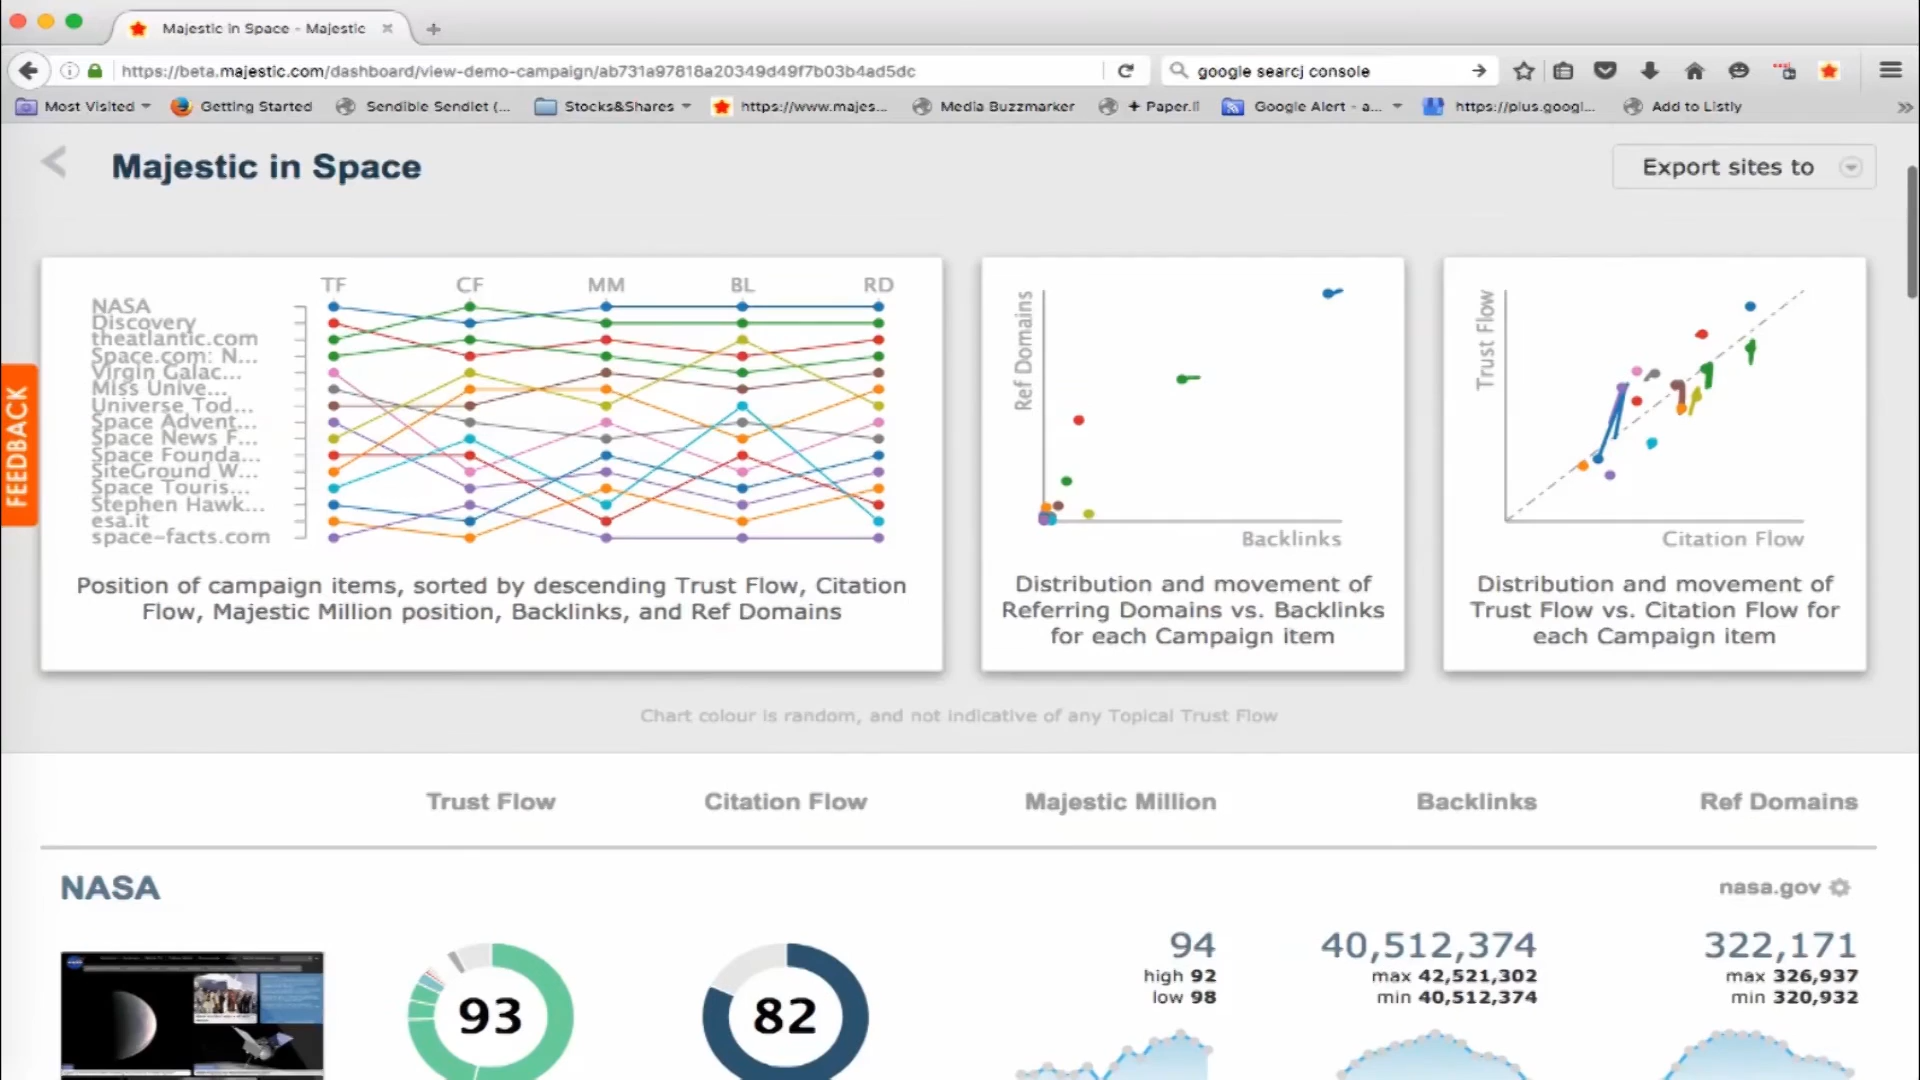 Majestic in Space - Majestic
https://beta.majestic.com/dashboard/view-demo-campaign/ab731a97818a20349d49f7b03b4ad5dc
google searcj console
Most Visited
Getting Started
Sendible Sendlet (...
Stocks&Shares
https://www.majes...
Media Buzzmarker
+ Paper.li
Google Alert - a...
https://plus.googl...
Add to Listly
Majestic in Space
Export sites to
FEEDBACK
TF CF MM BL RD
NASA
Discovery
theatlantic.com
Space.com: N...
Virgin Galac...
Miss Unive...
Universe Tod...
Space Advent...
Space News F...
Space Founda...
SiteGround W...
Space Touris...
Stephen Hawk...
esa.it
space-facts.com
Position of campaign items, sorted by descending Trust Flow, Citation
Flow, Majestic Million position, Backlinks, and Ref Domains
Ref Domains
Backlinks
Distribution and movement of
Referring Domains vs. Backlinks
for each Campaign item
Trust Flow
Citation Flow
Distribution and movement of
Trust Flow vs. Citation Flow for
each Campaign item
Chart colour is random, and not indicative of any Topical Trust Flow
Trust Flow Citation Flow Majestic Million Backlinks Ref Domains
NASA
nasa.gov
93
82
94
high 92
low 98
40,512,374
max 42,521,302
min 40,512,374
322,171
max 326,937
min 320,932